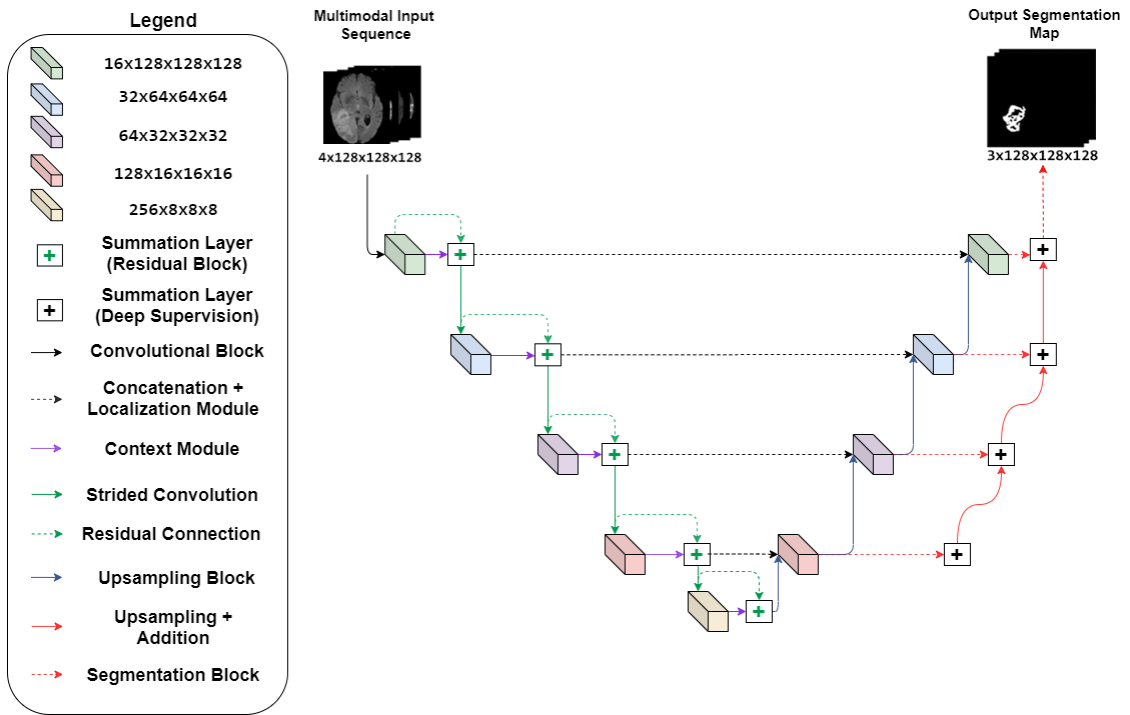 Legend
16x128x128x128
32x64x64x64
64x32x32x32
128x16x16x16
256x8x8x8
Summation Layer
(Residual Block)
Summation Layer
(Deep Supervision)
Convolutional Block
Concatenation +
Localization Module
Context Module
Strided Convolution
Residual Connection
Upsampling Block
Upsampling +
Addition
Segmentation Block
Multimodal Input
Sequence
4x128x128x128
Output Segmentation
Map
3x128x128x128